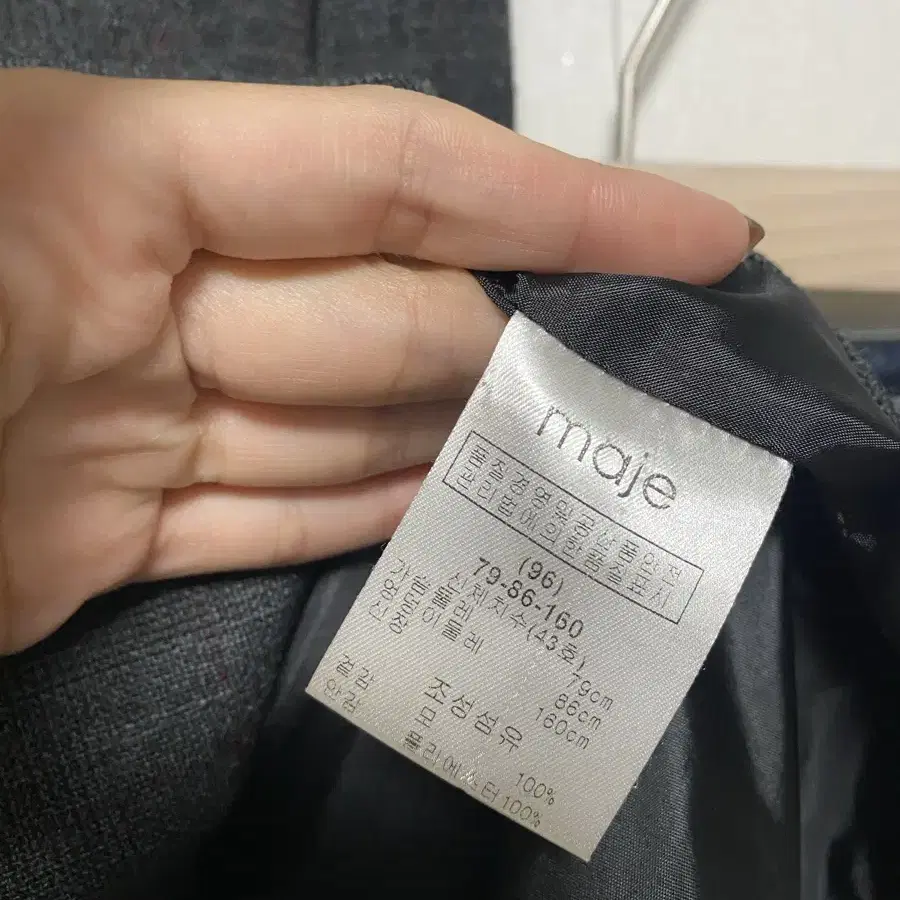 maje
품질경영및공산품안전
관리법에의한품질표시
(96)
79-86-160
신체치수(43호)
가슴둘레 79cm
엉덩이둘레 86cm
신장 160cm
조성섬유
겉감 모 100%
안감 폴리에스터100%